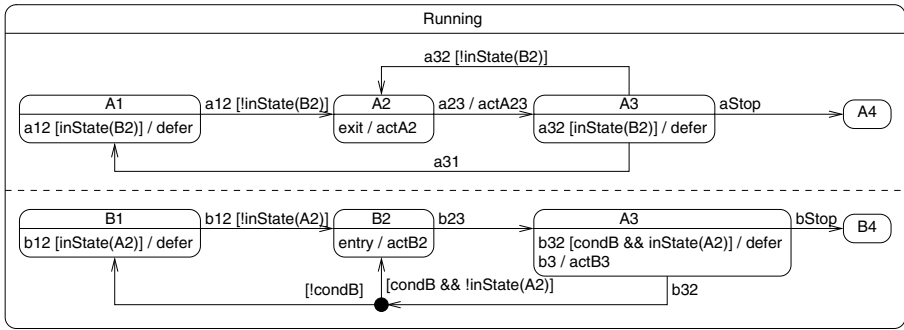 Running
a32 [!inState(B2)]
A1
a12 [!inState(B2)]
A2
a23 / actA23
A3
aStop
A4
a12 [inState(B2)] / defer
exit / actA2
a32 [inState(B2)] / defer
a31
B1
b12 [!inState(A2)]
B2
b23
A3
bStop
B4
b12 [inState(A2)] / defer
entry / actB2
b32 [condB && inState(A2)] / defer
b3 / actB3
[!condB]
[condB && !inState(A2)]
b32